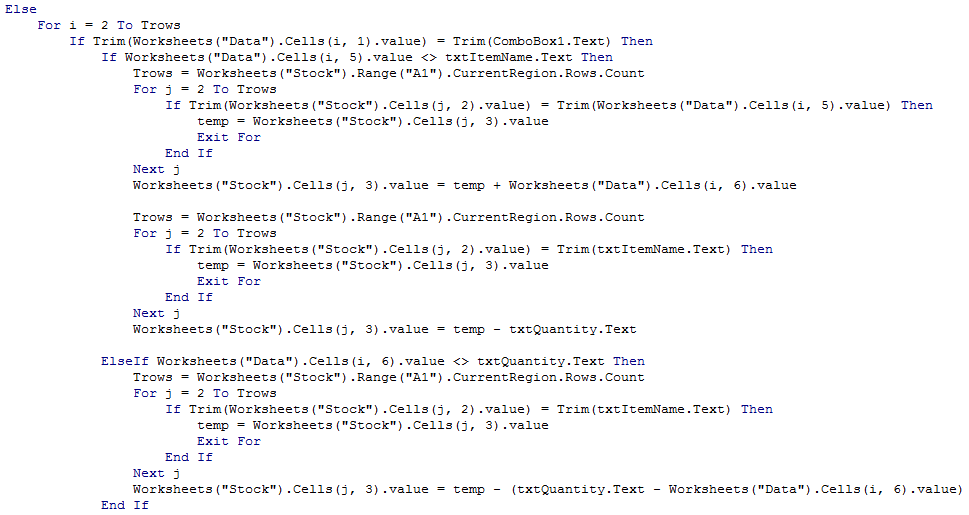 Else
    For i = 2 To Trows
        If Trim(Worksheets("Data").Cells(i, 1).value) = Trim(ComboBox1.Text) Then
            If Worksheets("Data").Cells(i, 5).value <> txtItemName.Text Then
                Trows = Worksheets("Stock").Range("A1").CurrentRegion.Rows.Count
                For j = 2 To Trows
                    If Trim(Worksheets("Stock").Cells(j, 2).value) = Trim(Worksheets("Data").Cells(i, 5).value) Then
                        temp = Worksheets("Stock").Cells(j, 3).value
                        Exit For
                    End If
                Next j
                Worksheets("Stock").Cells(j, 3).value = temp + Worksheets("Data").Cells(i, 6).value

                Trows = Worksheets("Stock").Range("A1").CurrentRegion.Rows.Count
                For j = 2 To Trows
                    If Trim(Worksheets("Stock").Cells(j, 2).value) = Trim(txtItemName.Text) Then
                        temp = Worksheets("Stock").Cells(j, 3).value
                        Exit For
                    End If
                Next j
                Worksheets("Stock").Cells(j, 3).value = temp - txtQuantity.Text

            ElseIf Worksheets("Data").Cells(i, 6).value <> txtQuantity.Text Then
                Trows = Worksheets("Stock").Range("A1").CurrentRegion.Rows.Count
                For j = 2 To Trows
                    If Trim(Worksheets("Stock").Cells(j, 2).value) = Trim(txtItemName.Text) Then
                        temp = Worksheets("Stock").Cells(j, 3).value
                        Exit For
                    End If
                Next j
                Worksheets("Stock").Cells(j, 3).value = temp - (txtQuantity.Text - Worksheets("Data").Cells(i, 6).value)
            End If